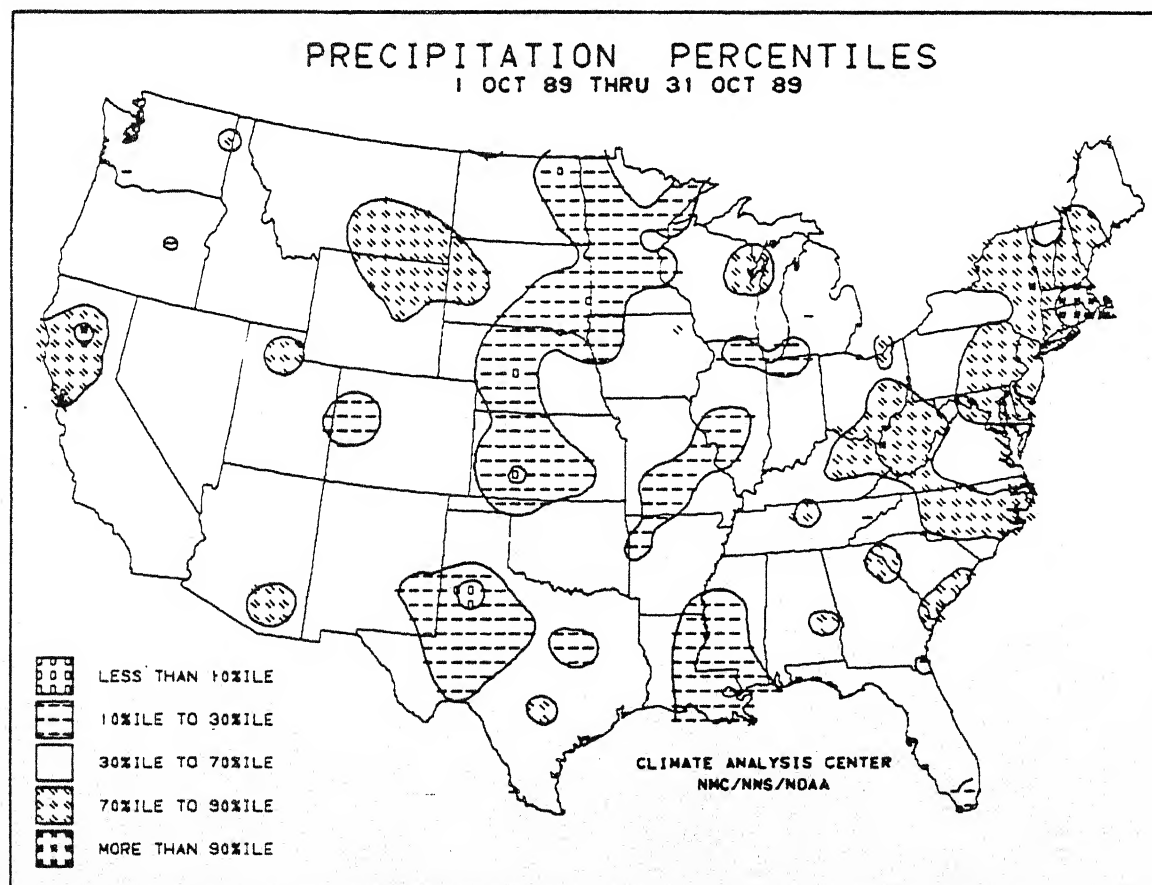 PRECIPITATION PERCENTILES
1 OCT 89 THRU 31 OCT 89
LESS THAN 10%ILE
10%ILE TO 30%ILE
30%ILE TO 70%ILE
70%ILE TO 90%ILE
MORE THAN 90%ILE
CLIMATE ANALYSIS CENTER
NMC/NWS/NOAA